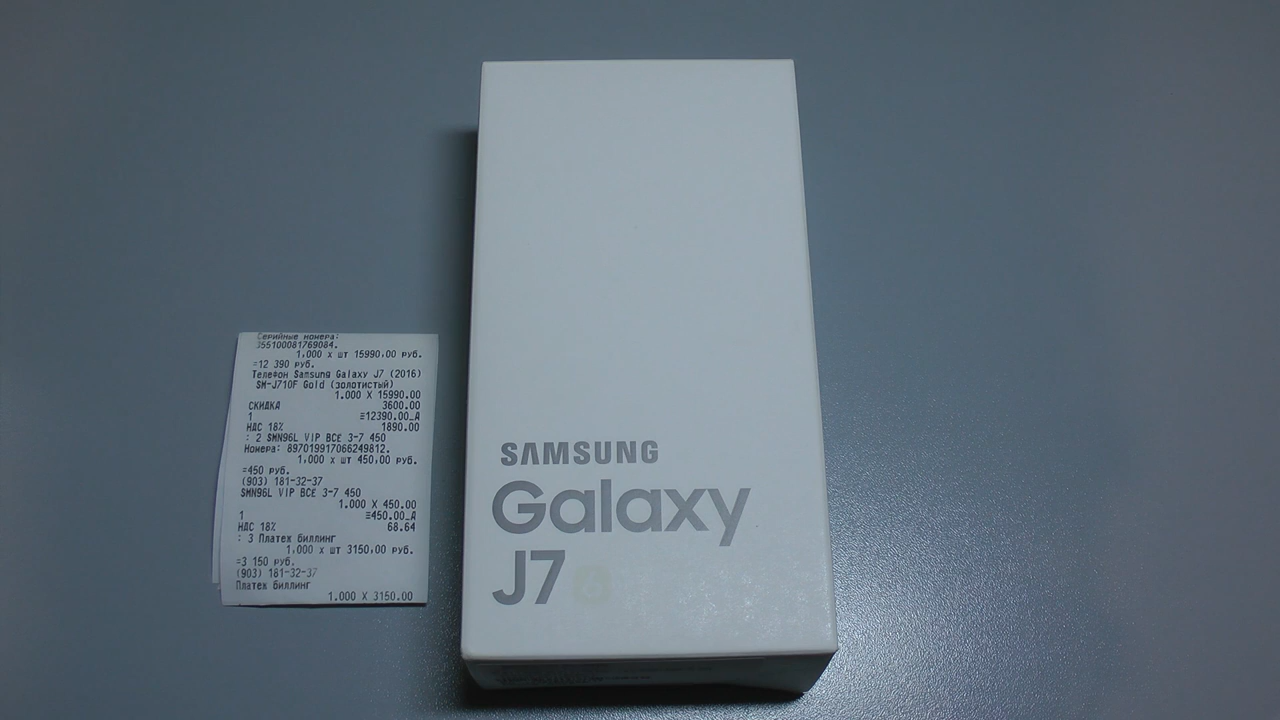 Серийные номера:
355100081769084.
1,000 x шт 15990,00 руб.
=12 390 руб.
Телефон Samsung Galaxy J7 (2016)
SM-J710F Gold (золотистый)
1.000 X 15990.00
СКИДКА 3600.00
1 =12390.00_А
НДС 18% 1890.00
: 2 SMN96L VIP ВСЕ 3-7 450
Номера: 897019917066249812.
1,000 x шт 450,00 руб.
=450 руб.
(903) 181-32-37
SMN96L VIP ВСЕ 3-7 450
1.000 X 450.00
1 =450.00_А
НДС 18% 68.64
: 3 Платеж биллинг
1,000 x шт 3150,00 руб.
=3 150 руб.
(903) 181-32-37
Платеж биллинг
1.000 X 3150.00
SAMSUNG
Galaxy
J7